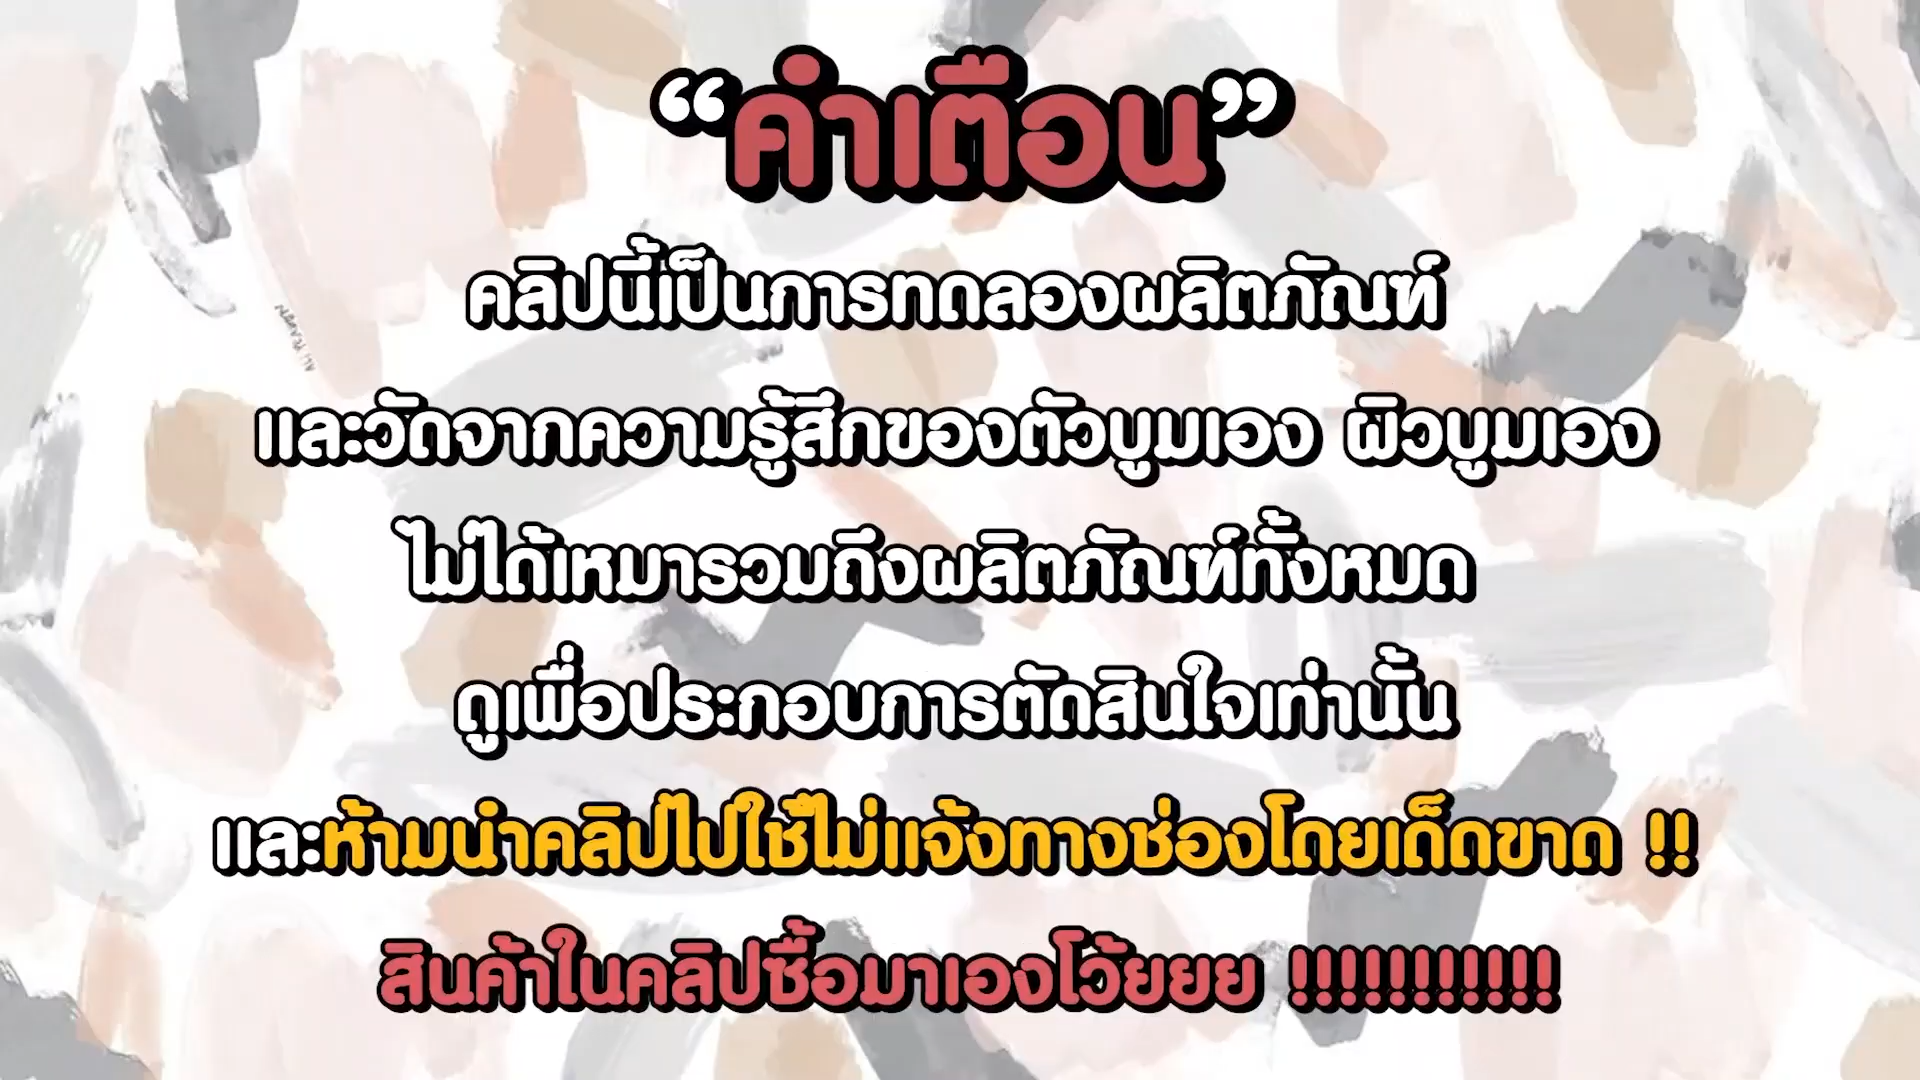 “คำเตือน”
คลิปนี้เป็นการทดลองผลิตภัณฑ์
และวัดจากความรู้สึกของตัวบูมเอง ผิวบูมเอง
ไม่ได้เหมารวมถึงผลิตภัณฑ์ทั้งหมด
ดูเพื่อประกอบการตัดสินใจเท่านั้น
และห้ามนำคลิปไปใช้ไม่แจ้งทางช่องโดยเด็ดขาด !!
สินค้าในคลิปซื้อมาเองโว้ยยย !!!!!!!!!!!